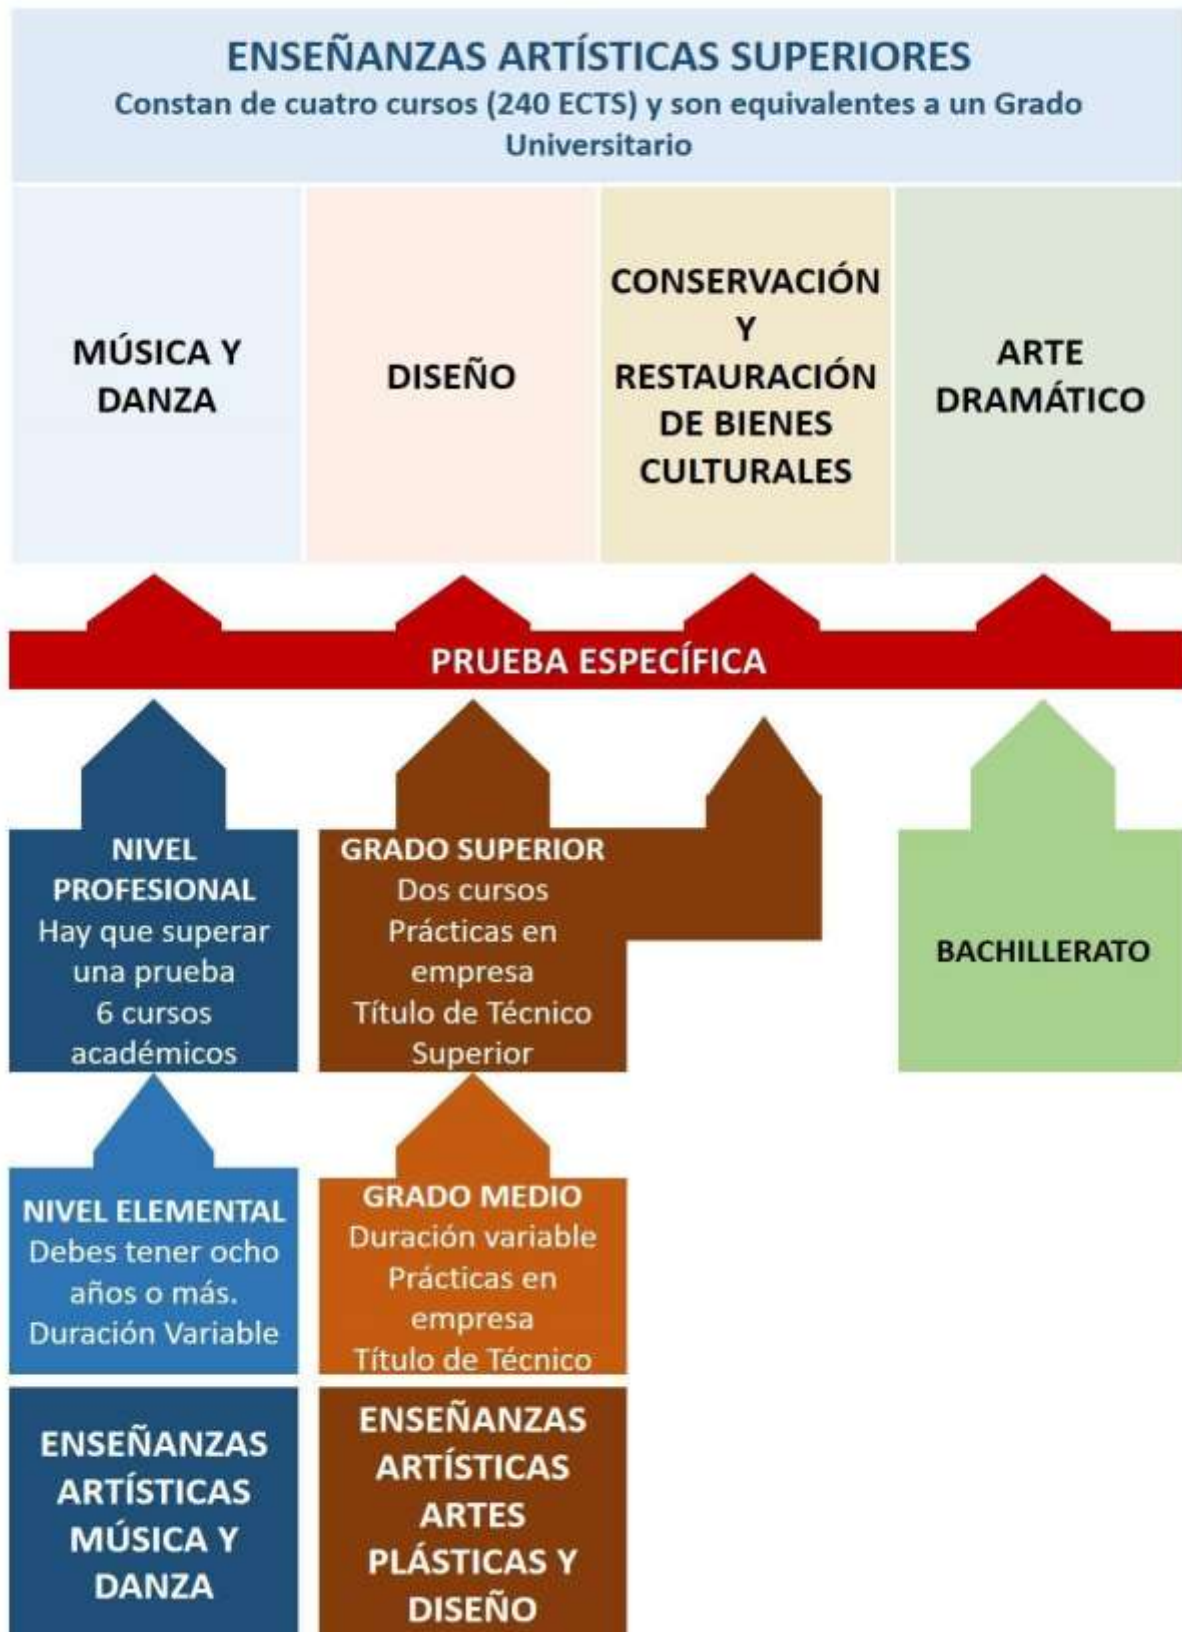 ENSEÑANZAS ARTÍSTICAS SUPERIORES
Constan de cuatro cursos (240 ECTS) y son equivalentes a un Grado
Universitario
MÚSICA Y
DANZA
DISEÑO
CONSERVACIÓN
Y
RESTAURACIÓN
DE BIENES
CULTURALES
ARTE
DRAMÁTICO
PRUEBA ESPECÍFICA
NIVEL
PROFESIONAL
Hay que superar
una prueba
6 cursos
académicos
GRADO SUPERIOR
Dos cursos
Prácticas en
empresa
Título de Técnico
Superior
BACHILLERATO
NIVEL ELEMENTAL
Debes tener ocho
años o más.
Duración Variable
GRADO MEDIO
Duración variable
Prácticas en
empresa
Título de Técnico
ENSEÑANZAS
ARTÍSTICAS
MÚSICA Y
DANZA
ENSEÑANZAS
ARTÍSTICAS
ARTES
PLÁSTICAS Y
DISEÑO